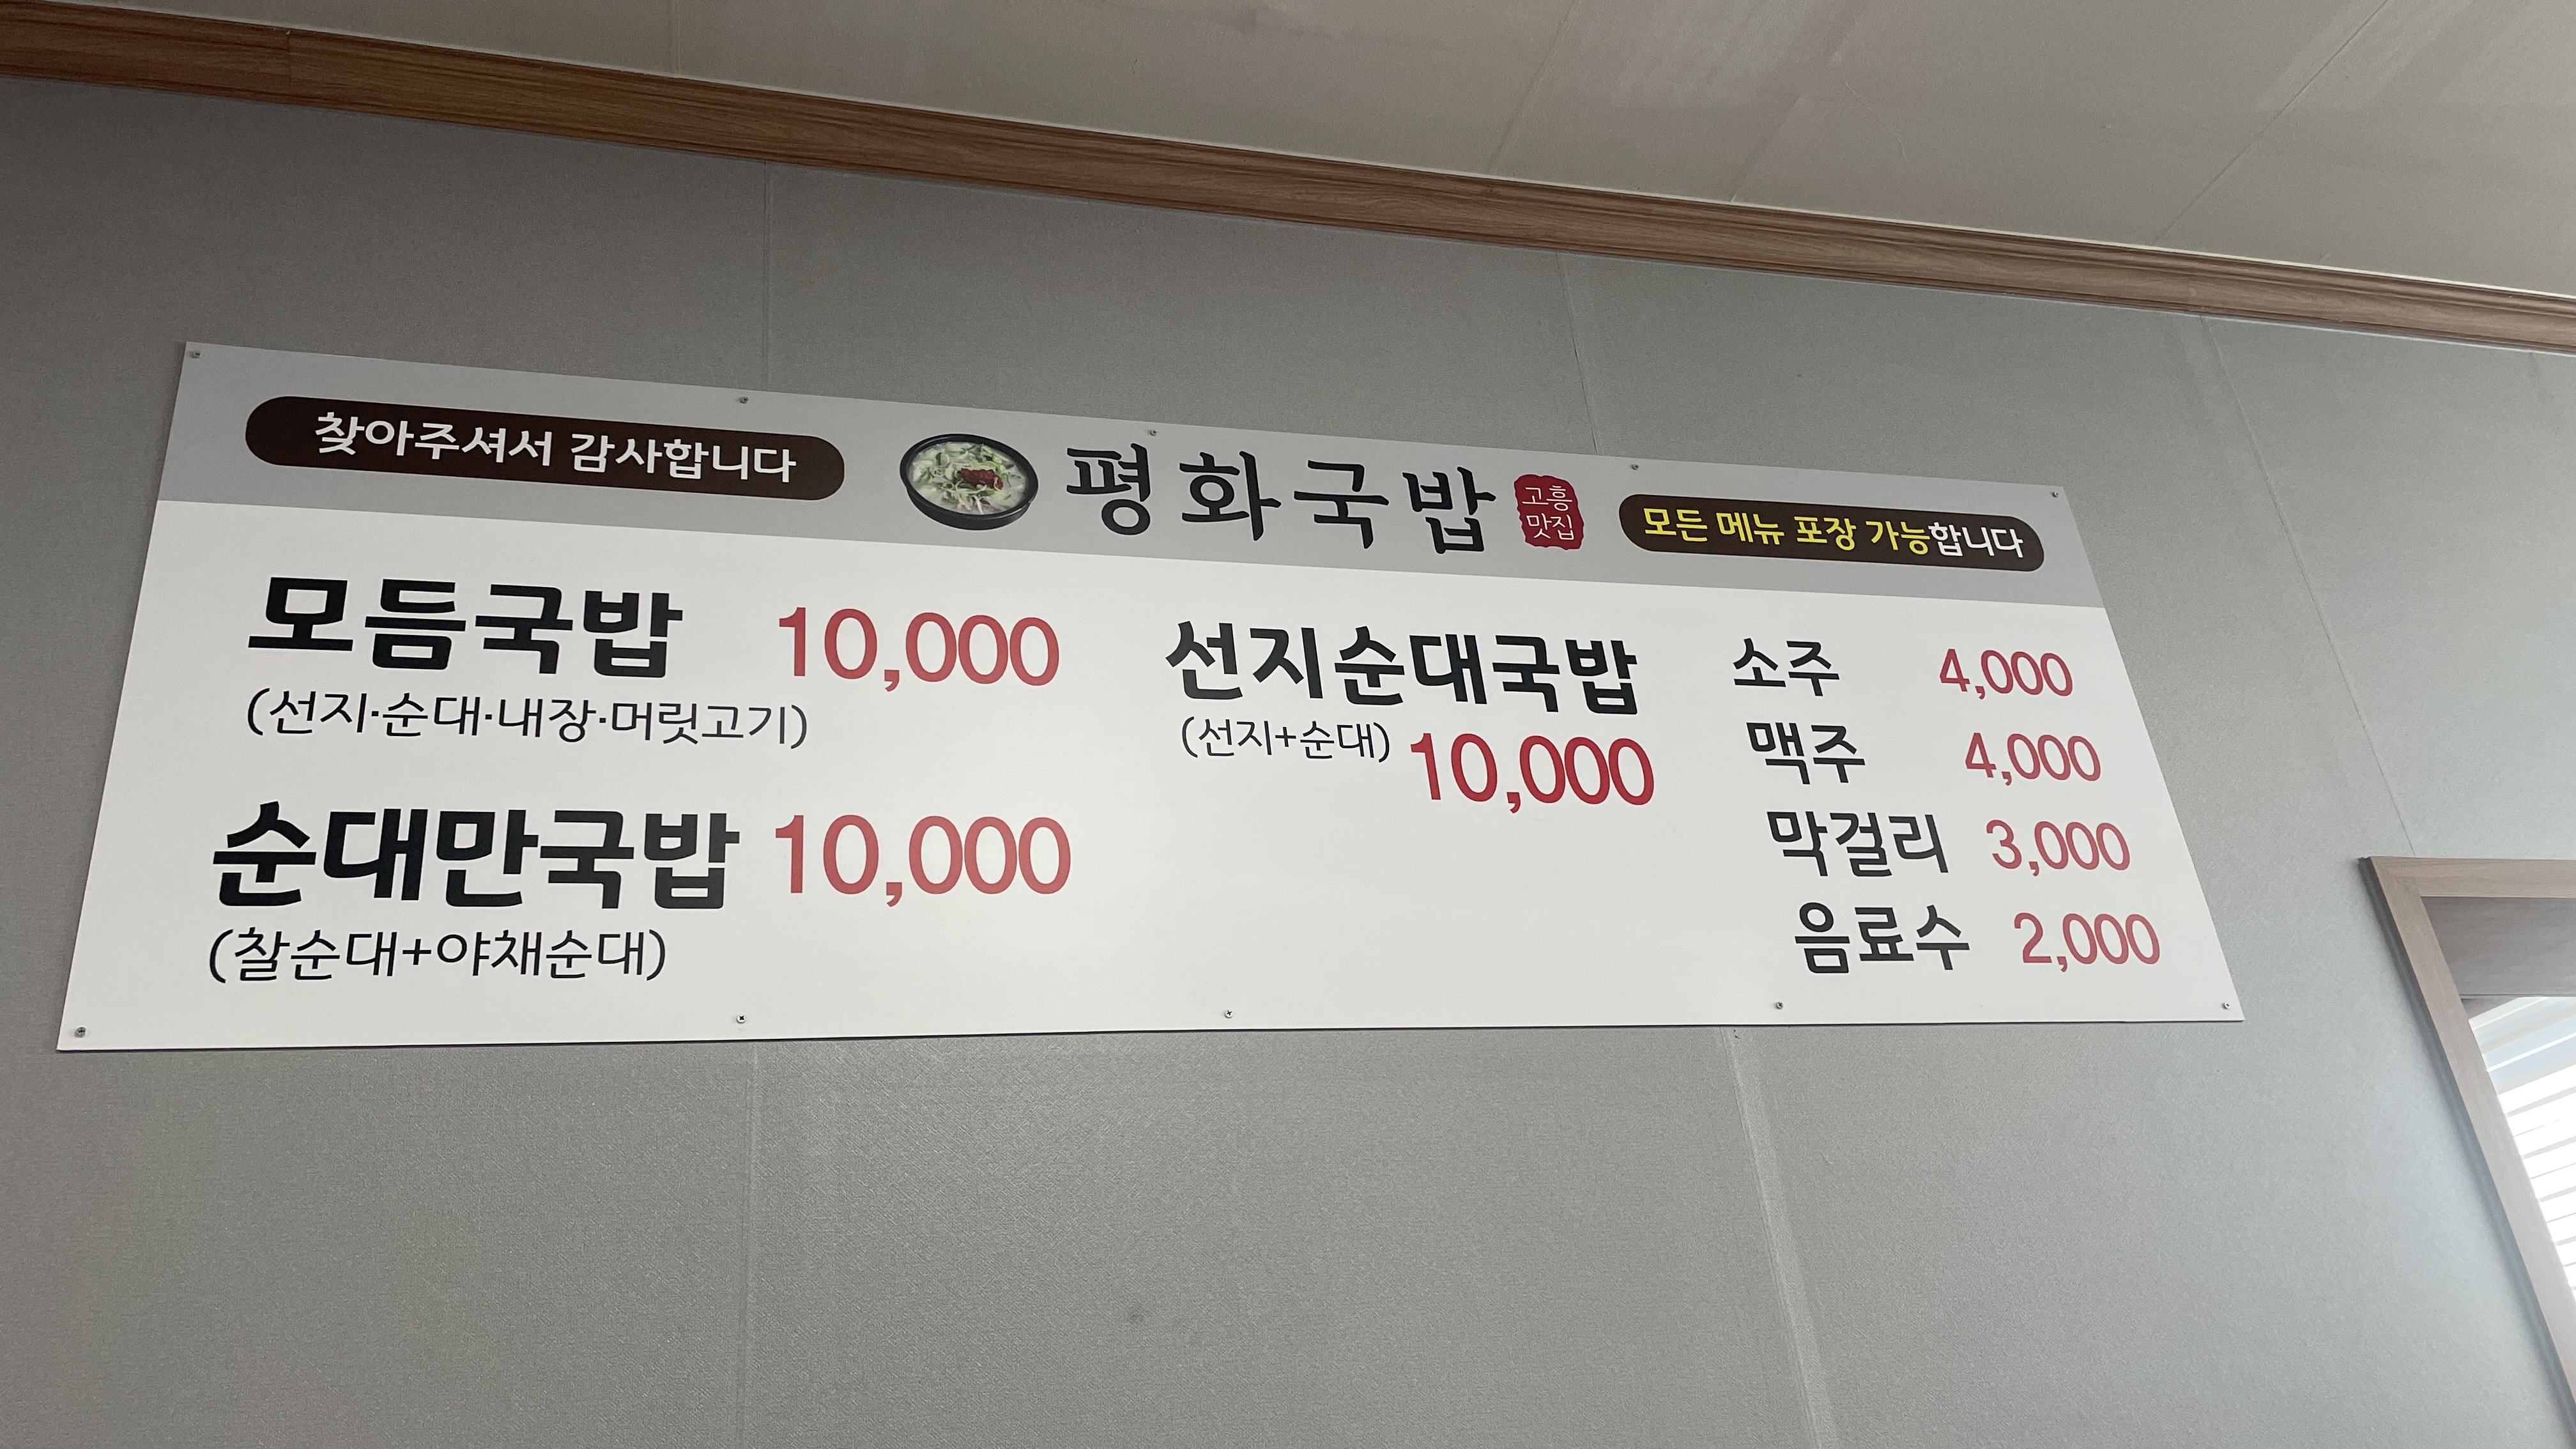 찾아주셔서 감사합니다
평화국밥
고흥
맛집
모든 메뉴 포장 가능합니다
모듬국밥 10,000
(선지·순대·내장·머릿고기)
순대만국밥 10,000
(찰순대+야채순대)
선지순대국밥
(선지+순대) 10,000
소주 4,000
맥주 4,000
막걸리 3,000
음료수 2,000